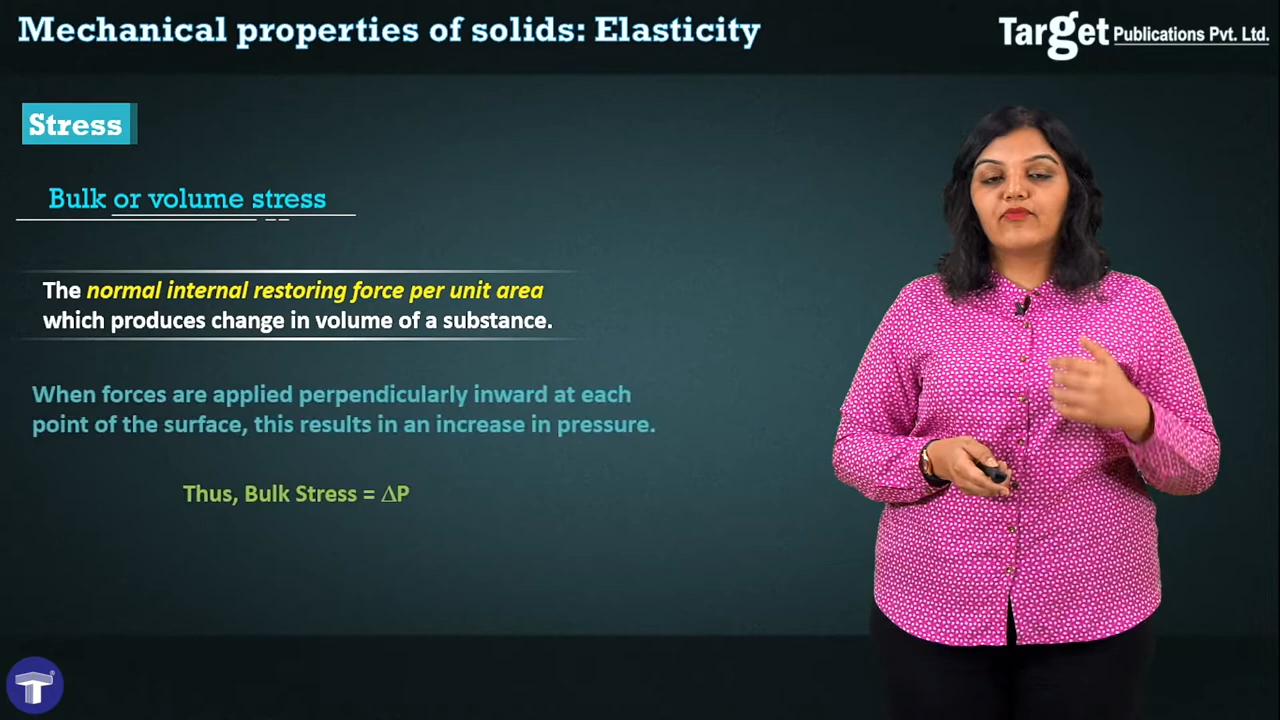 Mechanical properties of solids: Elasticity
Target Publications Pvt. Ltd.
Stress
Bulk or volume stress
The normal internal restoring force per unit area
which produces change in volume of a substance.
When forces are applied perpendicularly inward at each
point of the surface, this results in an increase in pressure.
Thus, Bulk Stress = ∆P